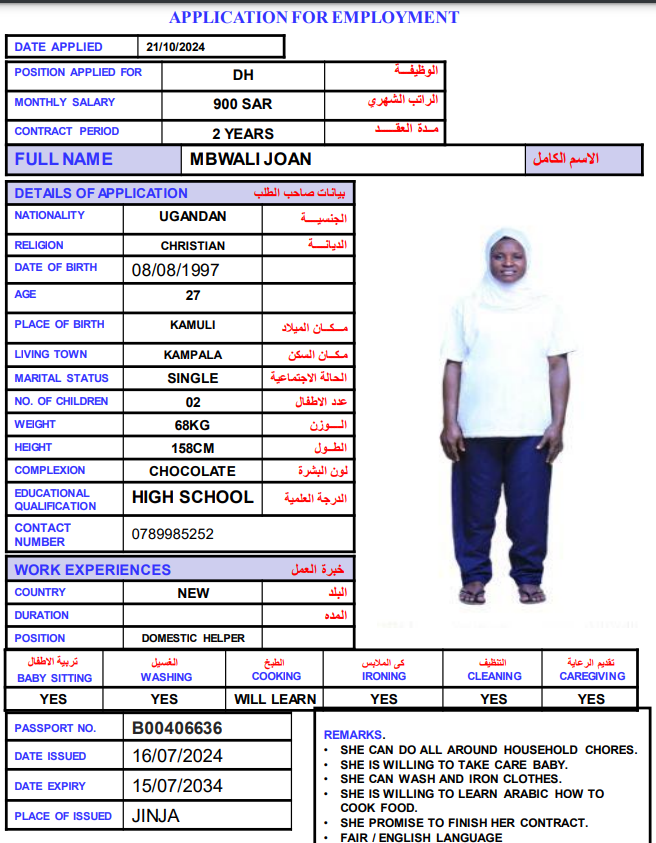 APPLICATION FOR EMPLOYMENT
DATE APPLIED 21/10/2024
POSITION APPLIED FOR DH الوظيفـــة
MONTHLY SALARY 900 SAR الراتب الشهري
CONTRACT PERIOD 2 YEARS مـدة العقـــد
FULL NAME MBWALI JOAN الاسم الكامل
DETAILS OF APPLICATION بيانات صاحب الطلب
NATIONALITY UGANDAN الجنسيـــة
RELIGION CHRISTIAN الديانـــة
DATE OF BIRTH 08/08/1997
AGE 27
PLACE OF BIRTH KAMULI مــكــان الميلاد
LIVING TOWN KAMPALA مـكـان السكن
MARITAL STATUS SINGLE الحالة الاجتماعية
NO. OF CHILDREN 02 عدد الاطفال
WEIGHT 68KG الـــوزن
HEIGHT 158CM الطــول
COMPLEXION CHOCOLATE لون البشرة
EDUCATIONAL QUALIFICATION HIGH SCHOOL الدرجة العلمية
CONTACT NUMBER 0789985252
WORK EXPERIENCES خبرة العمل
COUNTRY NEW البلد
DURATION المده
POSITION DOMESTIC HELPER
تربية الاطفال الغسيل الطبخ كى الملابس التنظيف تقديم الرعاية
BABY SITTING WASHING COOKING IRONING CLEANING CAREGIVING
YES YES WILL LEARN YES YES YES
PASSPORT NO. B00406636
DATE ISSUED 16/07/2024
DATE EXPIRY 15/07/2034
PLACE OF ISSUED JINJA
REMARKS.
• SHE CAN DO ALL AROUND HOUSEHOLD CHORES.
• SHE IS WILLING TO TAKE CARE BABY.
• SHE CAN WASH AND IRON CLOTHES.
• SHE IS WILLING TO LEARN ARABIC HOW TO
COOK FOOD.
• SHE PROMISE TO FINISH HER CONTRACT.
• FAIR / ENGLISH LANGUAGE